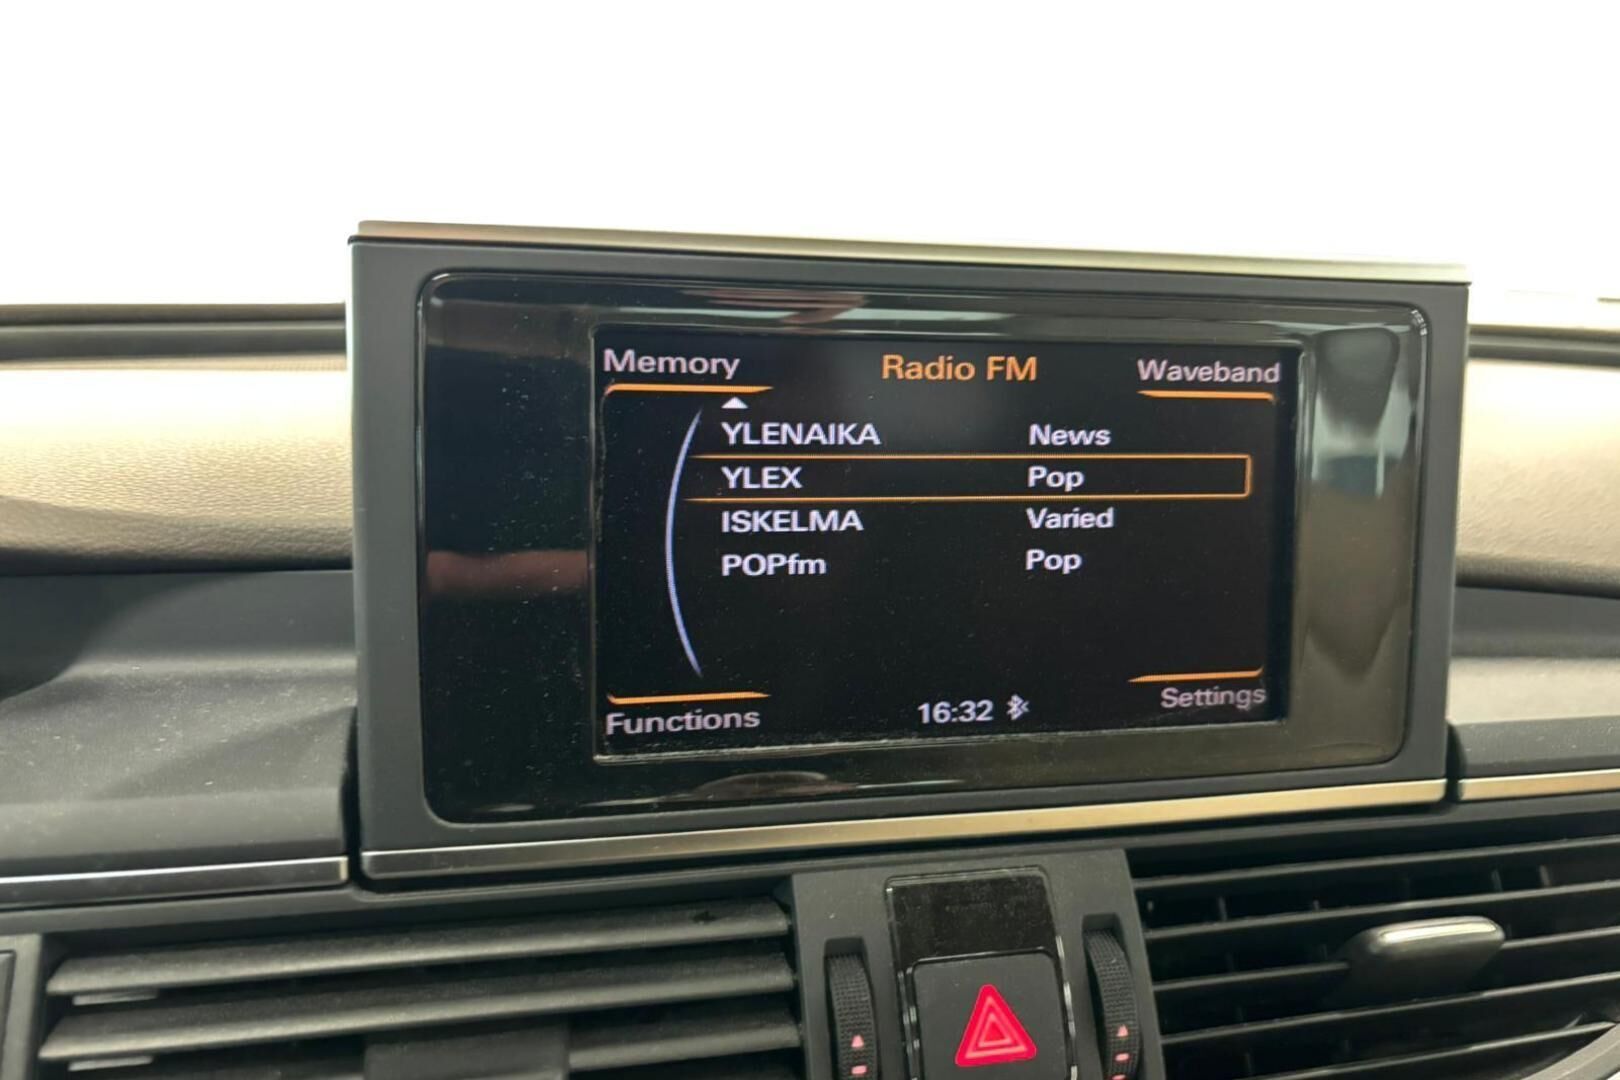 Memory Radio FM Waveband
YLENAIKA News
YLEX Pop
ISKELMA Varied
POPfm Pop
Functions 16:32 Settings